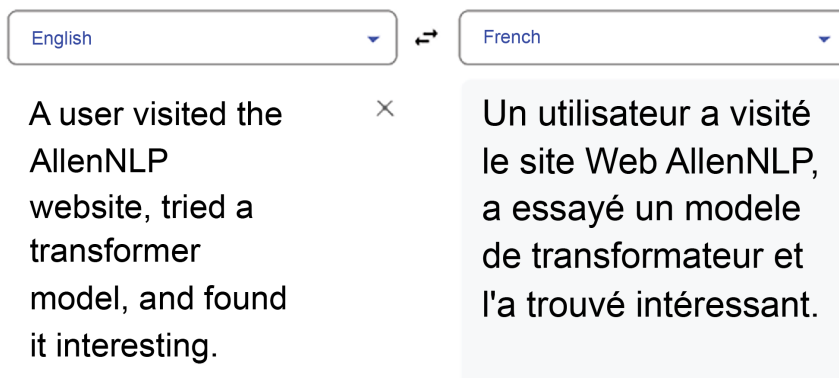 English
French
A user visited the
AllenNLP
website, tried a
transformer
model, and found
it interesting.
Un utilisateur a visité
le site Web AllenNLP,
a essayé un modele
de transformateur et
l'a trouvé intéressant.